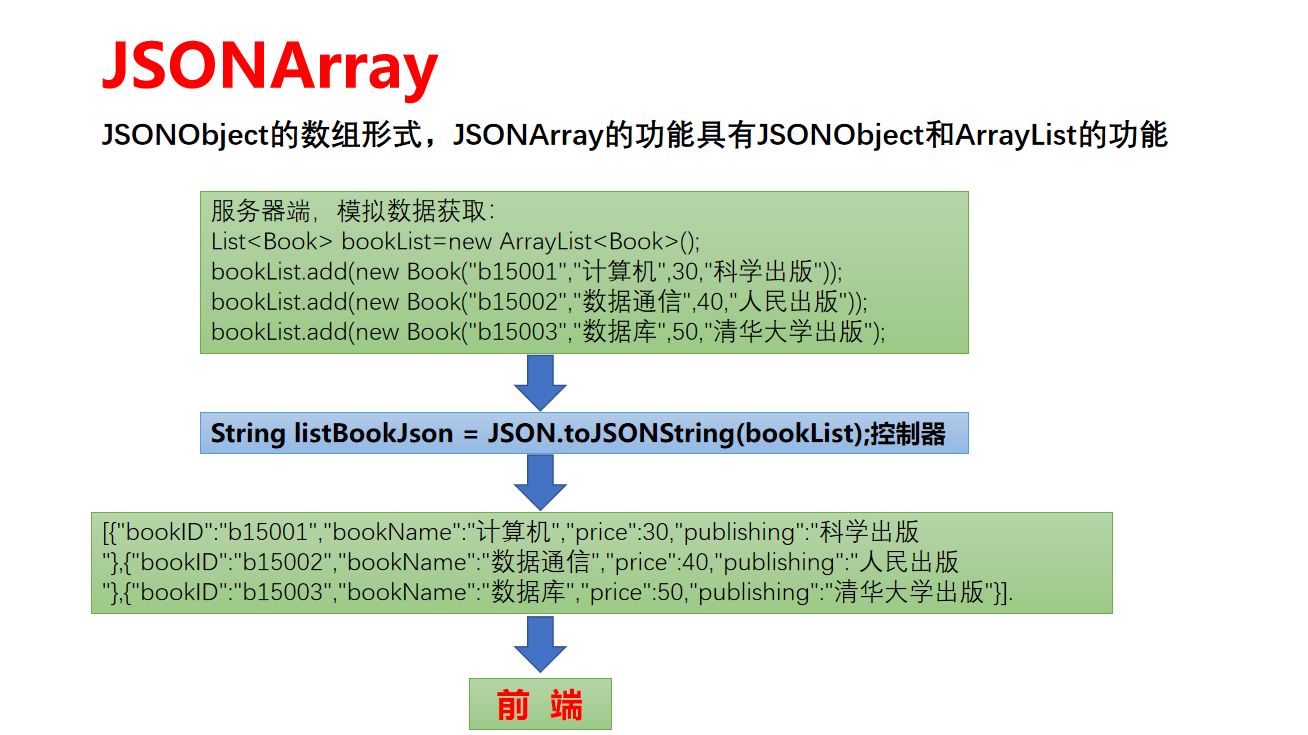 JSONArray
JSONObject的数组形式，JSONArray的功能具有JSONObject和ArrayList的功能
服务器端，模拟数据获取：
List<Book> bookList=new ArrayList<Book>();
bookList.add(new Book("b15001","计算机",30,"科学出版"));
bookList.add(new Book("b15002","数据通信",40,"人民出版"));
bookList.add(new Book("b15003","数据库",50,"清华大学出版");
String listBookJson = JSON.toJSONString(bookList);控制器
[{"bookID":"b15001","bookName":"计算机","price":30,"publishing":"科学出版
"},{"bookID":"b15002","bookName":"数据通信","price":40,"publishing":"人民出版
"},{"bookID":"b15003","bookName":"数据库","price":50,"publishing":"清华大学出版"}].
前 端